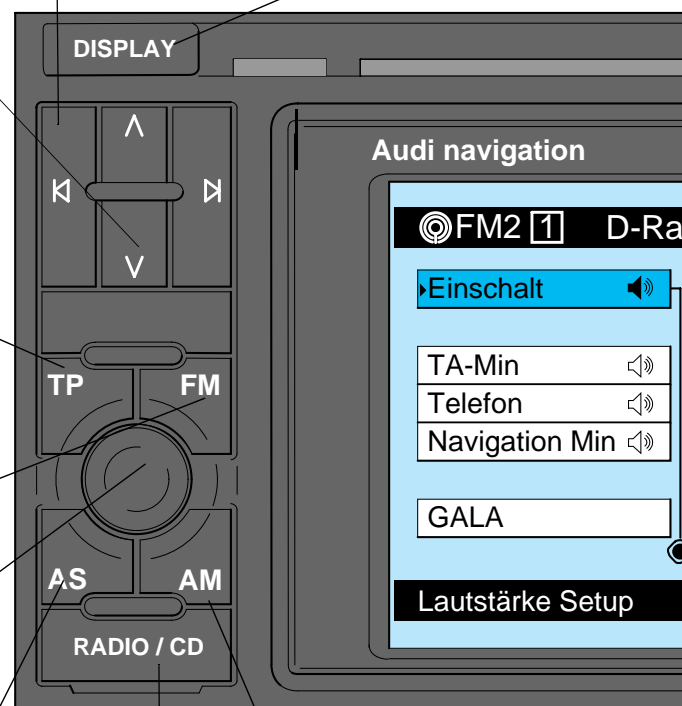 DISPLAY
Audi navigation
FM2 1 D-Ra
Einschalt
TA-Min
Telefon
Navigation Min
GALA
Lautstärke Setup
TP FM
AS AM
RADIO / CD